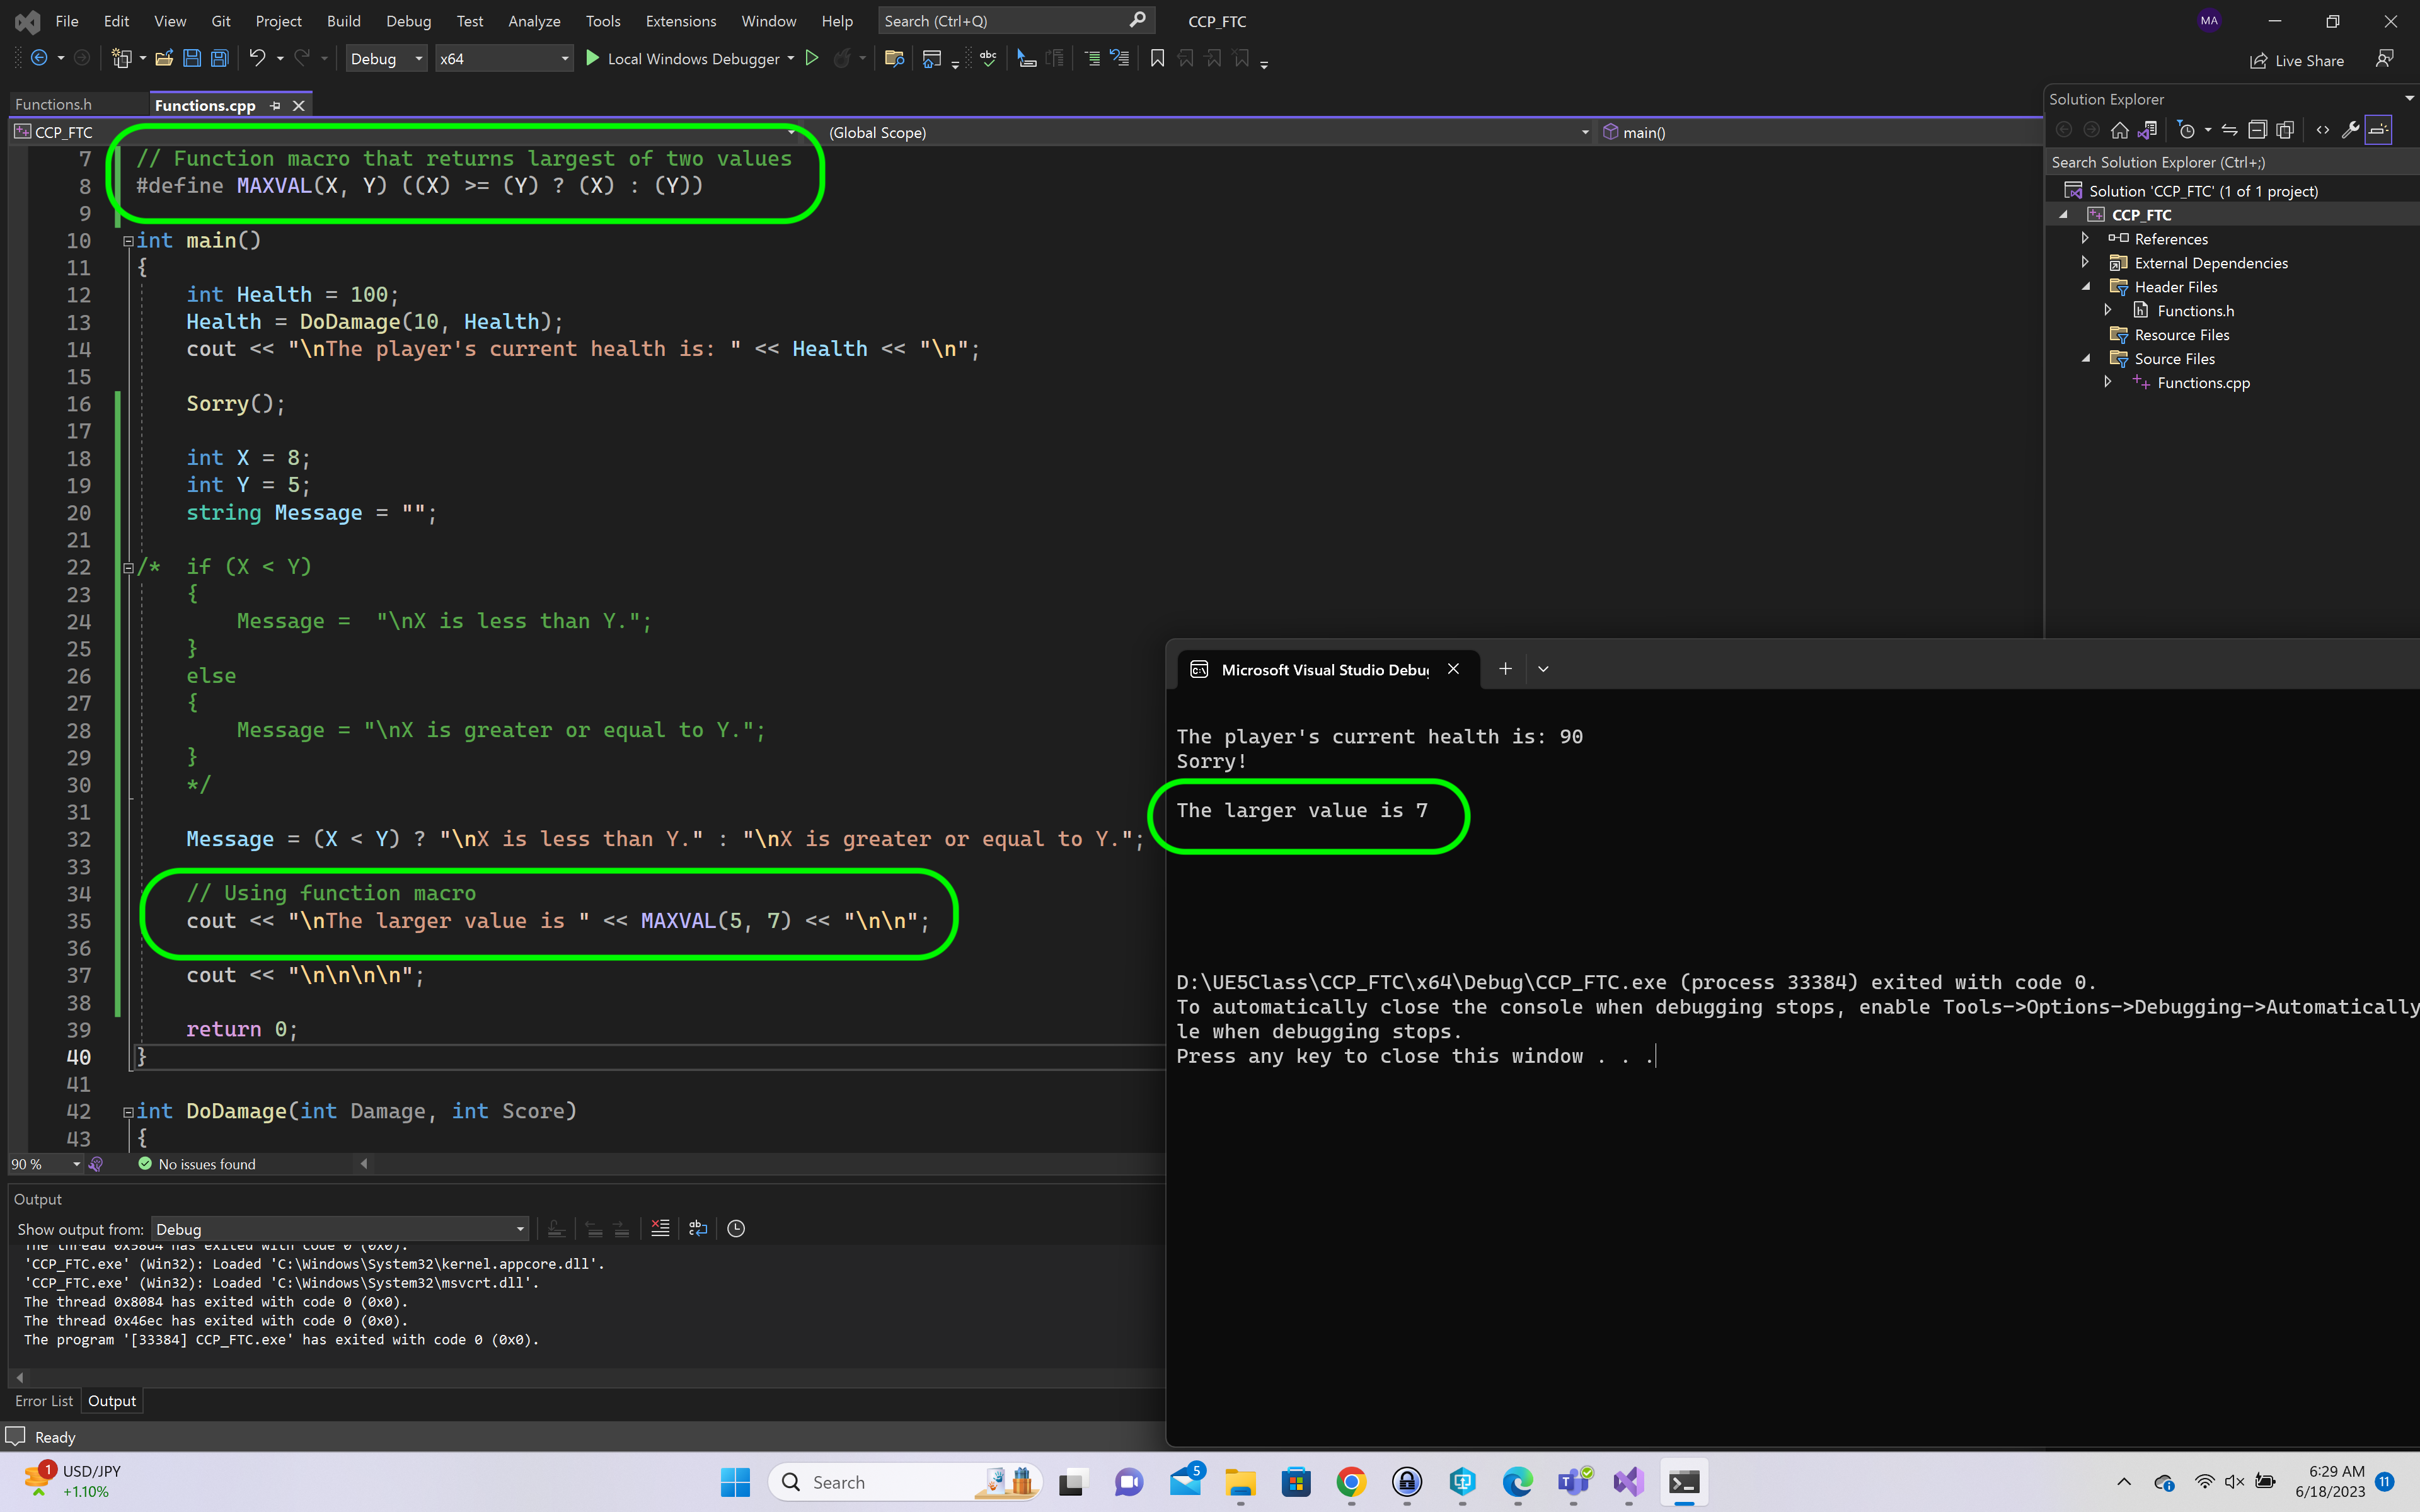 File Edit View Git Project Build Debug Test Analyze Tools Extensions Window Help Search (Ctrl+Q) CCP_FTC MA
Debug x64 Local Windows Debugger Live Share
Functions.h Functions.cpp
CCP_FTC (Global Scope) main()
7 // Function macro that returns largest of two values
8 #define MAXVAL(X, Y) ((X) >= (Y) ? (X) : (Y))
9
10 int main()
11 {
12 int Health = 100;
13 Health = DoDamage(10, Health);
14 cout << "\nThe player's current health is: " << Health << "\n";
15
16 Sorry();
17
18 int X = 8;
19 int Y = 5;
20 string Message = "";
21
22 /* if (X < Y)
23 {
24 Message = "\nX is less than Y.";
25 }
26 else
27 {
28 Message = "\nX is greater or equal to Y.";
29 }
30 */
31
32 Message = (X < Y) ? "\nX is less than Y." : "\nX is greater or equal to Y.";
33
34 // Using function macro
35 cout << "\nThe larger value is " << MAXVAL(5, 7) << "\n\n";
36
37 cout << "\n\n\n\n";
38
39 return 0;
40 }
41
42 int DoDamage(int Damage, int Score)
43 {
90 % No issues found
Output
Show output from: Debug
The thread 0x58d4 has exited with code 0 (0x0).
'CCP_FTC.exe' (Win32): Loaded 'C:\Windows\System32\kernel.appcore.dll'.
'CCP_FTC.exe' (Win32): Loaded 'C:\Windows\System32\msvcrt.dll'.
The thread 0x8084 has exited with code 0 (0x0).
The thread 0x46ec has exited with code 0 (0x0).
The program '[33384] CCP_FTC.exe' has exited with code 0 (0x0).
Error List Output
Ready
Solution Explorer
Search Solution Explorer (Ctrl+;)
Solution 'CCP_FTC' (1 of 1 project)
CCP_FTC
References
External Dependencies
Header Files
Functions.h
Resource Files
Source Files
Functions.cpp
Microsoft Visual Studio Debu
The player's current health is: 90
Sorry!
The larger value is 7
D:\UE5Class\CCP_FTC\x64\Debug\CCP_FTC.exe (process 33384) exited with code 0.
To automatically close the console when debugging stops, enable Tools->Options->Debugging->Automatically
le when debugging stops.
Press any key to close this window . . .
1 USD/JPY
+1.10%
Search
5
6:29 AM
6/18/2023
11